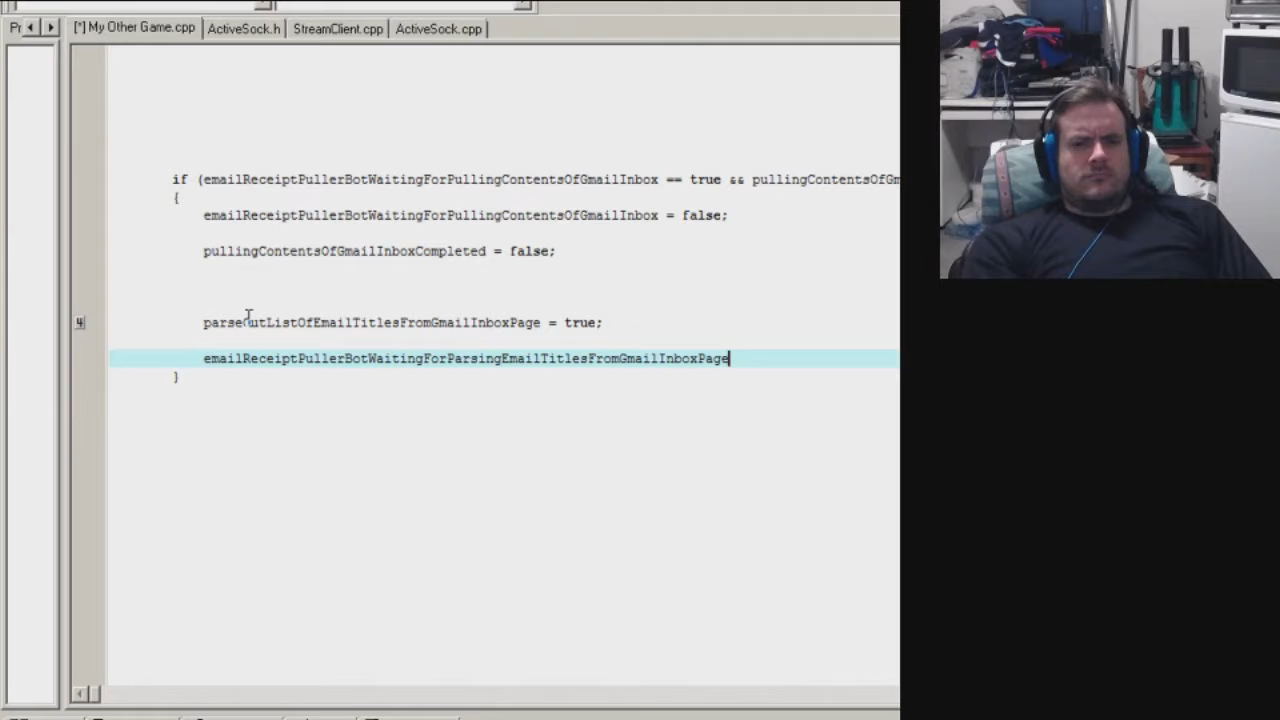 Pr [*] My Other Game.cpp ActiveSock.h StreamClient.cpp ActiveSock.cpp
if (emailReceiptPullerBotWaitingForPullingContentsOfGmailInbox == true && pullingContentsOfGm
{
emailReceiptPullerBotWaitingForPullingContentsOfGmailInbox = false;
pullingContentsOfGmailInboxCompleted = false;
4 parseOutListOfEmailTitlesFromGmailInboxPage = true;
emailReceiptPullerBotWaitingForParsingEmailTitlesFromGmailInboxPage
}